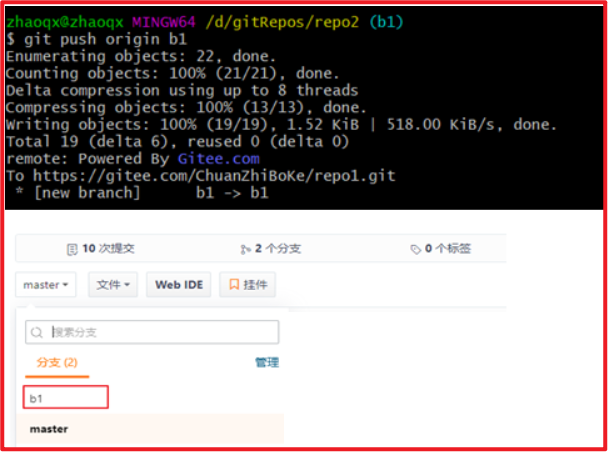 zhaoqx@zhaoqx MINGW64 /d/gitRepos/repo2 (b1)
$ git push origin b1
Enumerating objects: 22, done.
Counting objects: 100% (21/21), done.
Delta compression using up to 8 threads
Compressing objects: 100% (13/13), done.
Writing objects: 100% (19/19), 1.52 KiB | 518.00 KiB/s, done.
Total 19 (delta 6), reused 0 (delta 0)
remote: Powered By Gitee.com
To https://gitee.com/ChuanZhiBoKe/repo1.git
 * [new branch]      b1 -> b1
10 次提交 2 个分支 0 个标签
master 文件 Web IDE 挂件
搜索分支
分支 (2) 管理
b1
master